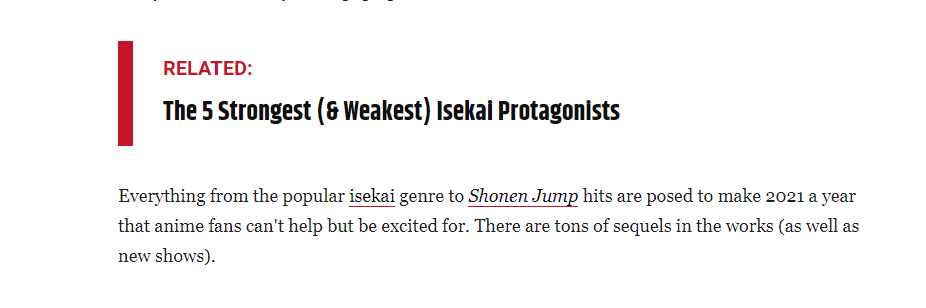 RELATED:
The 5 Strongest (& Weakest) Isekai Protagonists
Everything from the popular isekai genre to Shonen Jump hits are posed to make 2021 a year
that anime fans can't help but be excited for. There are tons of sequels in the works (as well as
new shows).